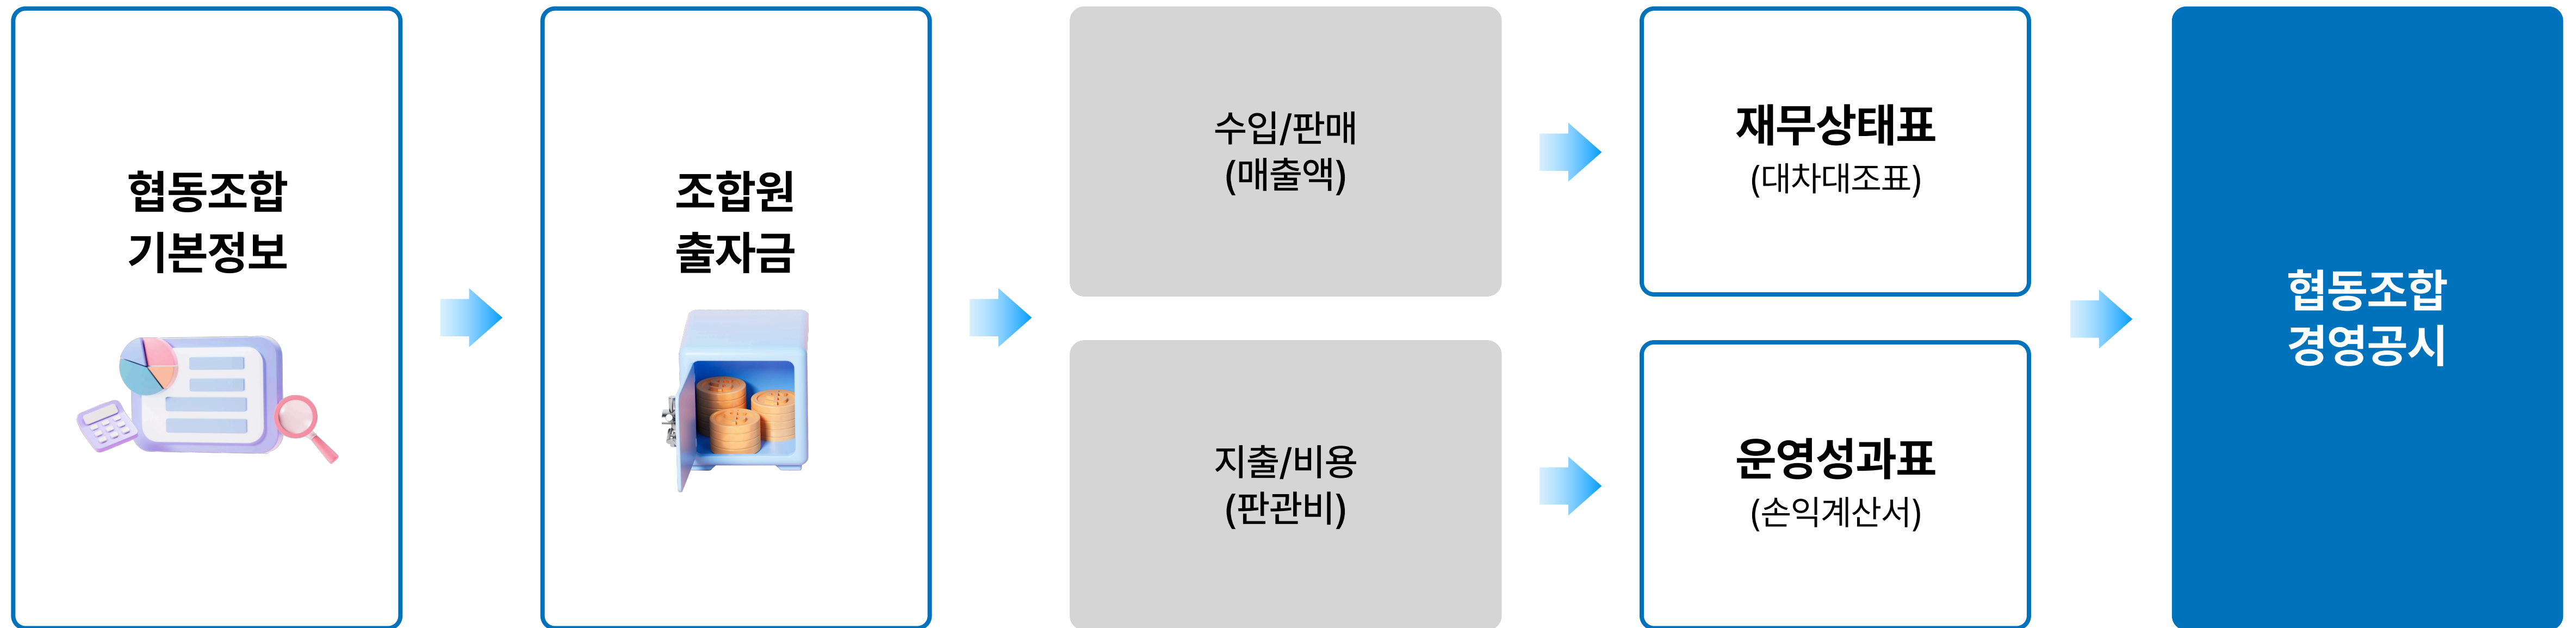 협동조합
기본정보
조합원
출자금
수입/판매
(매출액)
지출/비용
(판관비)
재무상태표
(대차대조표)
운영성과표
(손익계산서)
협동조합
경영공시